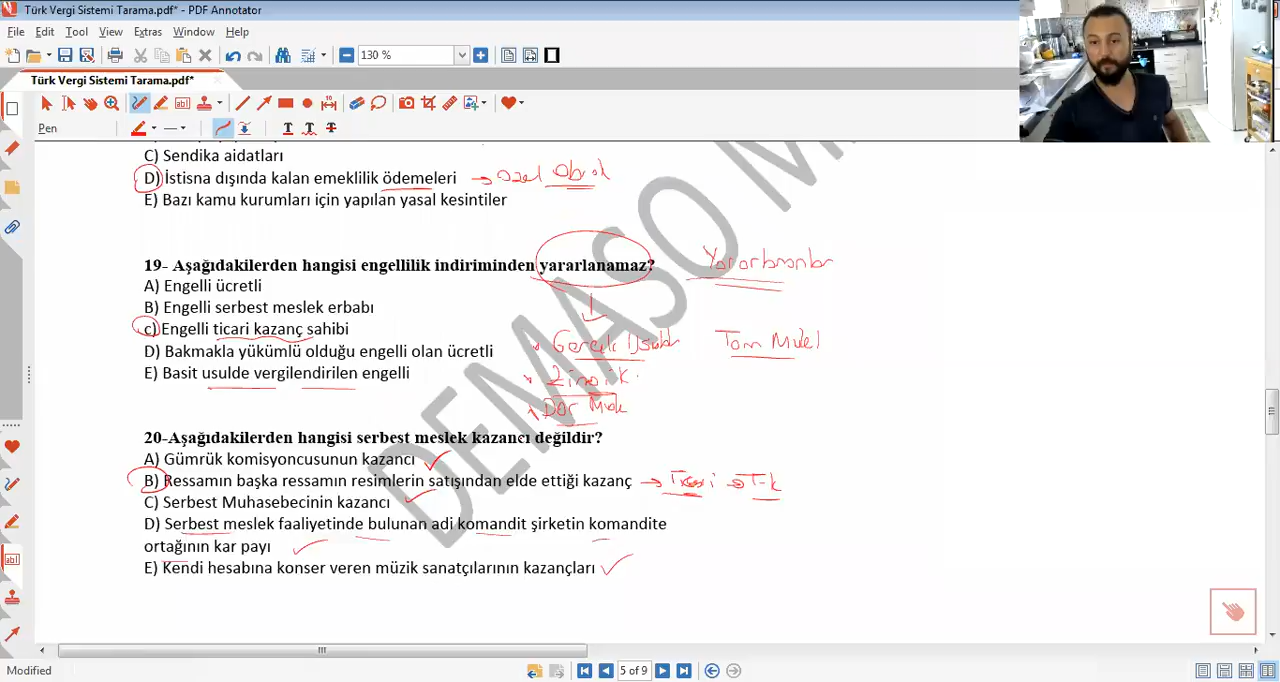 Türk Vergi Sistemi Tarama.pdf* - PDF Annotator
File Edit Tool View Extras Window Help
130 %
Türk Vergi Sistemi Tarama.pdf*
Pen
C) Sendika aidatları
D) İstisna dışında kalan emeklilik ödemeleri → Özel
E) Bazı kamu kurumları için yapılan yasal kesintiler
19- Aşağıdakilerden hangisi engellilik indiriminden yararlanamaz? Yararlananlar
A) Engelli ücretli
B) Engelli serbest meslek erbabı
c) Engelli ticari kazanç sahibi
Tam Mükel
D) Bakmakla yükümlü olduğu engelli olan ücretli
E) Basit usulde vergilendirilen engelli
Zirai
Dar Mük
20-Aşağıdakilerden hangisi serbest meslek kazancı değildir?
A) Gümrük komisyoncusunun kazancı
B) Ressamın başka ressamın resimlerin satışından elde ettiği kazanç → Ticari → T-k
C) Serbest Muhasebecinin kazancı
D) Serbest meslek faaliyetinde bulunan adi komandit şirketin komandite
ortağının kar payı
E) Kendi hesabına konser veren müzik sanatçılarının kazançları
DEMASO M
Modified
5 of 9